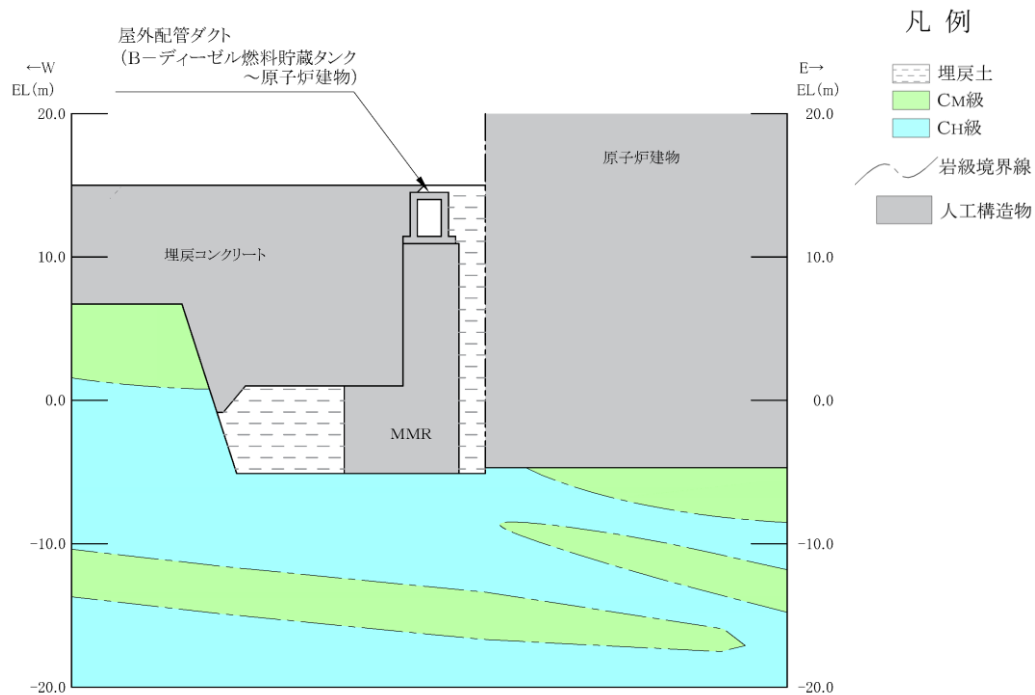 屋外配管ダクト
(B-ディーゼル燃料貯蔵タンク
~原子炉建物)
←W
EL(m)
E→
EL(m)
凡 例
埋戻土
CM級
CH級
岩級境界線
人工構造物
20.0
10.0
0.0
-10.0
-20.0
原子炉建物
埋戻コンクリート
MMR
20.0
10.0
0.0
-10.0
-20.0